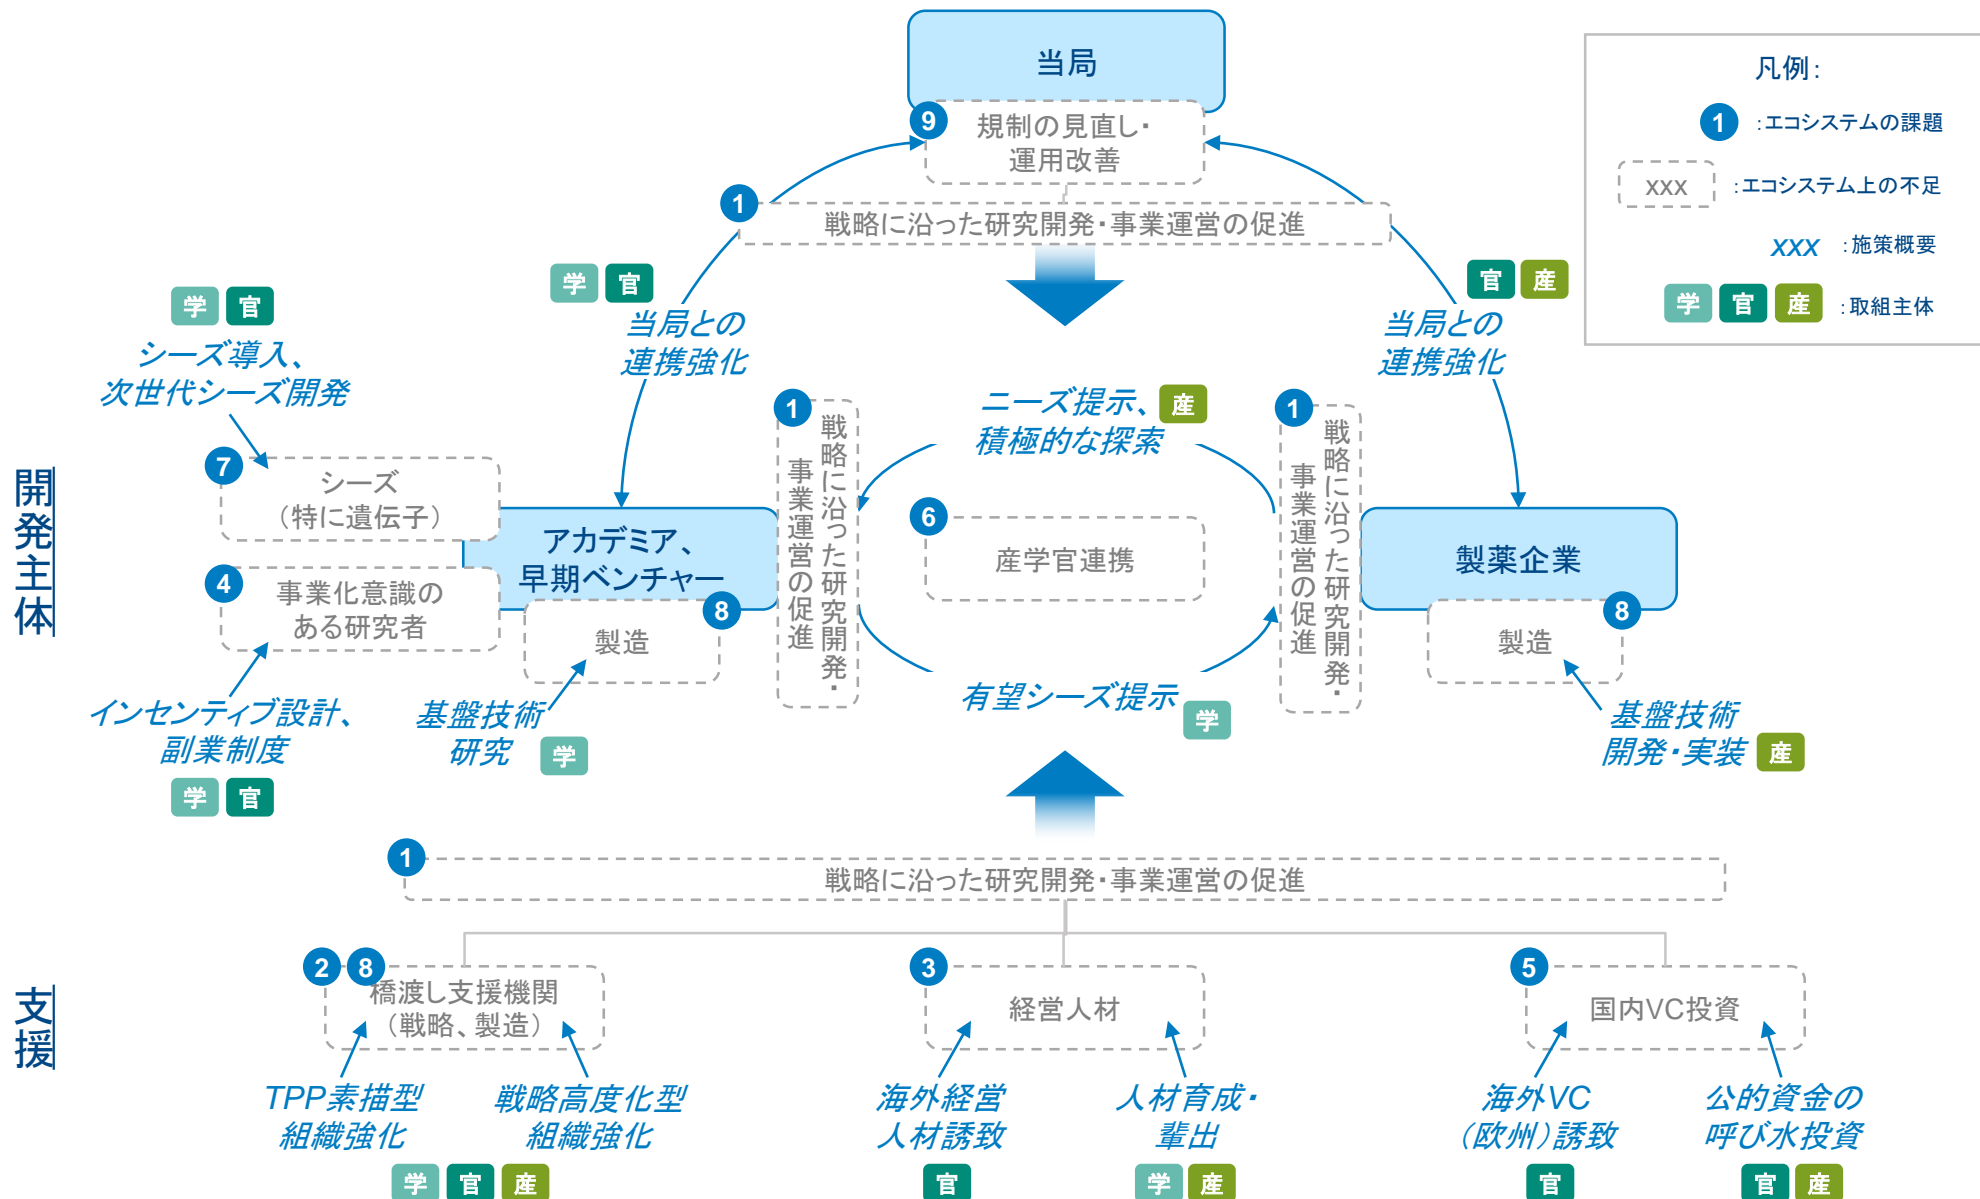 当局
9
規制の見直し・
運用改善
1
戦略に沿った研究開発・事業運営の促進
凡例：
1
：エコシステムの課題
xxx
：エコシステム上の不足
xxx
：施策概要
学 官 産
：取組主体
学 官
当局との
連携強化
官 産
当局との
連携強化
学 官
シーズ導入、
次世代シーズ開発
ニーズ提示、
産
積極的な探索
開発主体
7
シーズ
（特に遺伝子）
4
事業化意識の
ある研究者
アカデミア、
早期ベンチャー
8
製造
1
戦略に沿った研究開発・
事業運営の促進
6
産学官連携
1
戦略に沿った研究開発・
事業運営の促進
製薬企業
8
製造
インセンティブ設計、
副業制度
学 官
基盤技術
研究
学
有望シーズ提示
学
基盤技術
開発・実装
産
1
戦略に沿った研究開発・事業運営の促進
支援
2 8
橋渡し支援機関
（戦略、製造）
3
経営人材
5
国内VC投資
TPP素描型
組織強化
戦略高度化型
組織強化
学 官 産
海外経営
人材誘致
官
人材育成・
輩出
学 産
海外VC
（欧州）誘致
官
公的資金の
呼び水投資
官 産